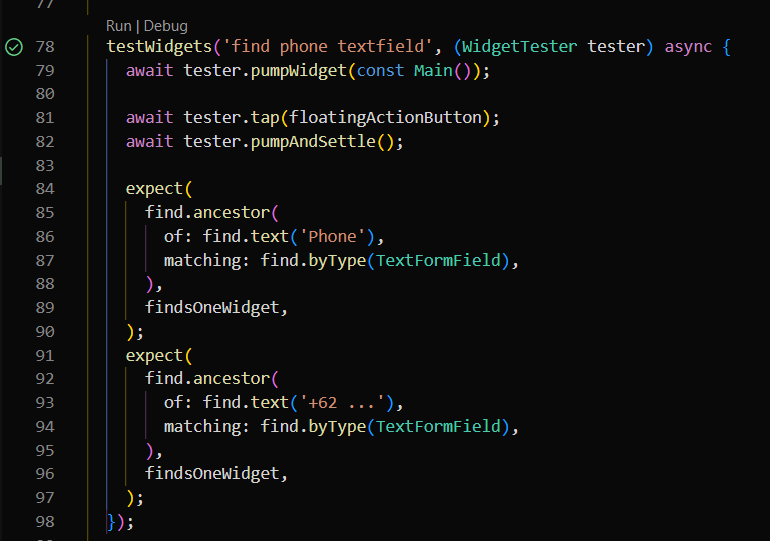 77
Run | Debug
78 testWidgets('find phone textfield', (WidgetTester tester) async {
79 await tester.pumpWidget(const Main());
80
81 await tester.tap(floatingActionButton);
82 await tester.pumpAndSettle();
83
84 expect(
85 find.ancestor(
86 of: find.text('Phone'),
87 matching: find.byType(TextFormField),
88 ),
89 findsOneWidget,
90 );
91 expect(
92 find.ancestor(
93 of: find.text('+62 ...'),
94 matching: find.byType(TextFormField),
95 ),
96 findsOneWidget,
97 );
98 });